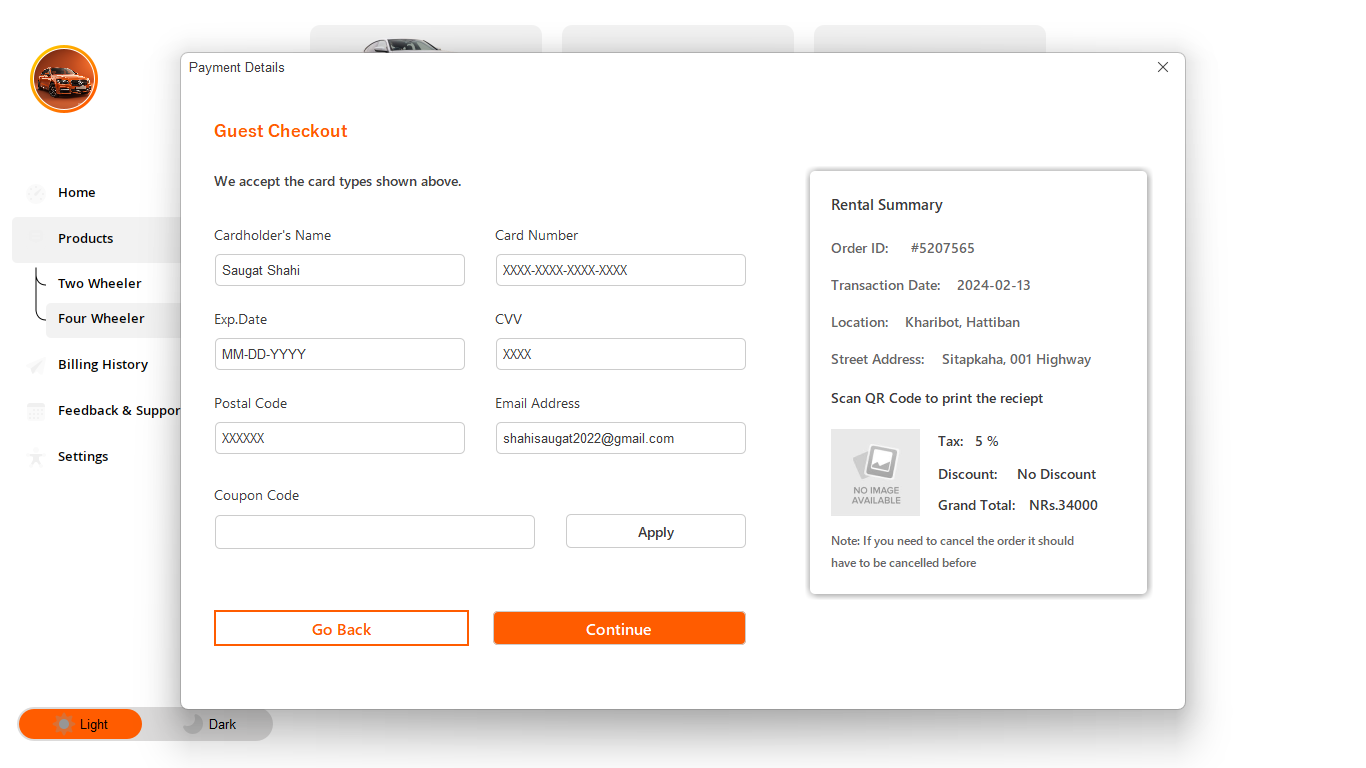 Payment Details
Guest Checkout
We accept the card types shown above.
Cardholder's Name
Card Number
Saugat Shahi
XXXX-XXXX-XXXX-XXXX
Exp.Date
CVV
MM-DD-YYYY
XXXX
Postal Code
Email Address
XXXXXX
shahisaugat2022@gmail.com
Coupon Code
Apply
Go Back
Continue
Rental Summary
Order ID: #5207565
Transaction Date: 2024-02-13
Location: Kharibot, Hattiban
Street Address: Sitapkaha, 001 Highway
Scan QR Code to print the reciept
NO IMAGE
AVAILABLE
Tax: 5 %
Discount: No Discount
Grand Total: NRs.34000
Note: If you need to cancel the order it should
have to be cancelled before
Home
Products
Two Wheeler
Four Wheeler
Billing History
Feedback & Suppor
Settings
Light
Dark